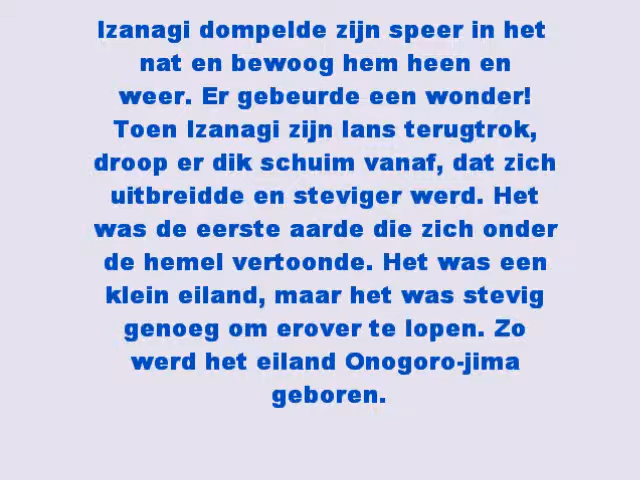 Izanagi dompelde zijn speer in het
nat en bewoog hem heen en
weer. Er gebeurde een wonder!
Toen Izanagi zijn lans terugtrok,
droop er dik schuim vanaf, dat zich
uitbreidde en steviger werd. Het
was de eerste aarde die zich onder
de hemel vertoonde. Het was een
klein eiland, maar het was stevig
genoeg om erover te lopen. Zo
werd het eiland Onogoro-jima
geboren.